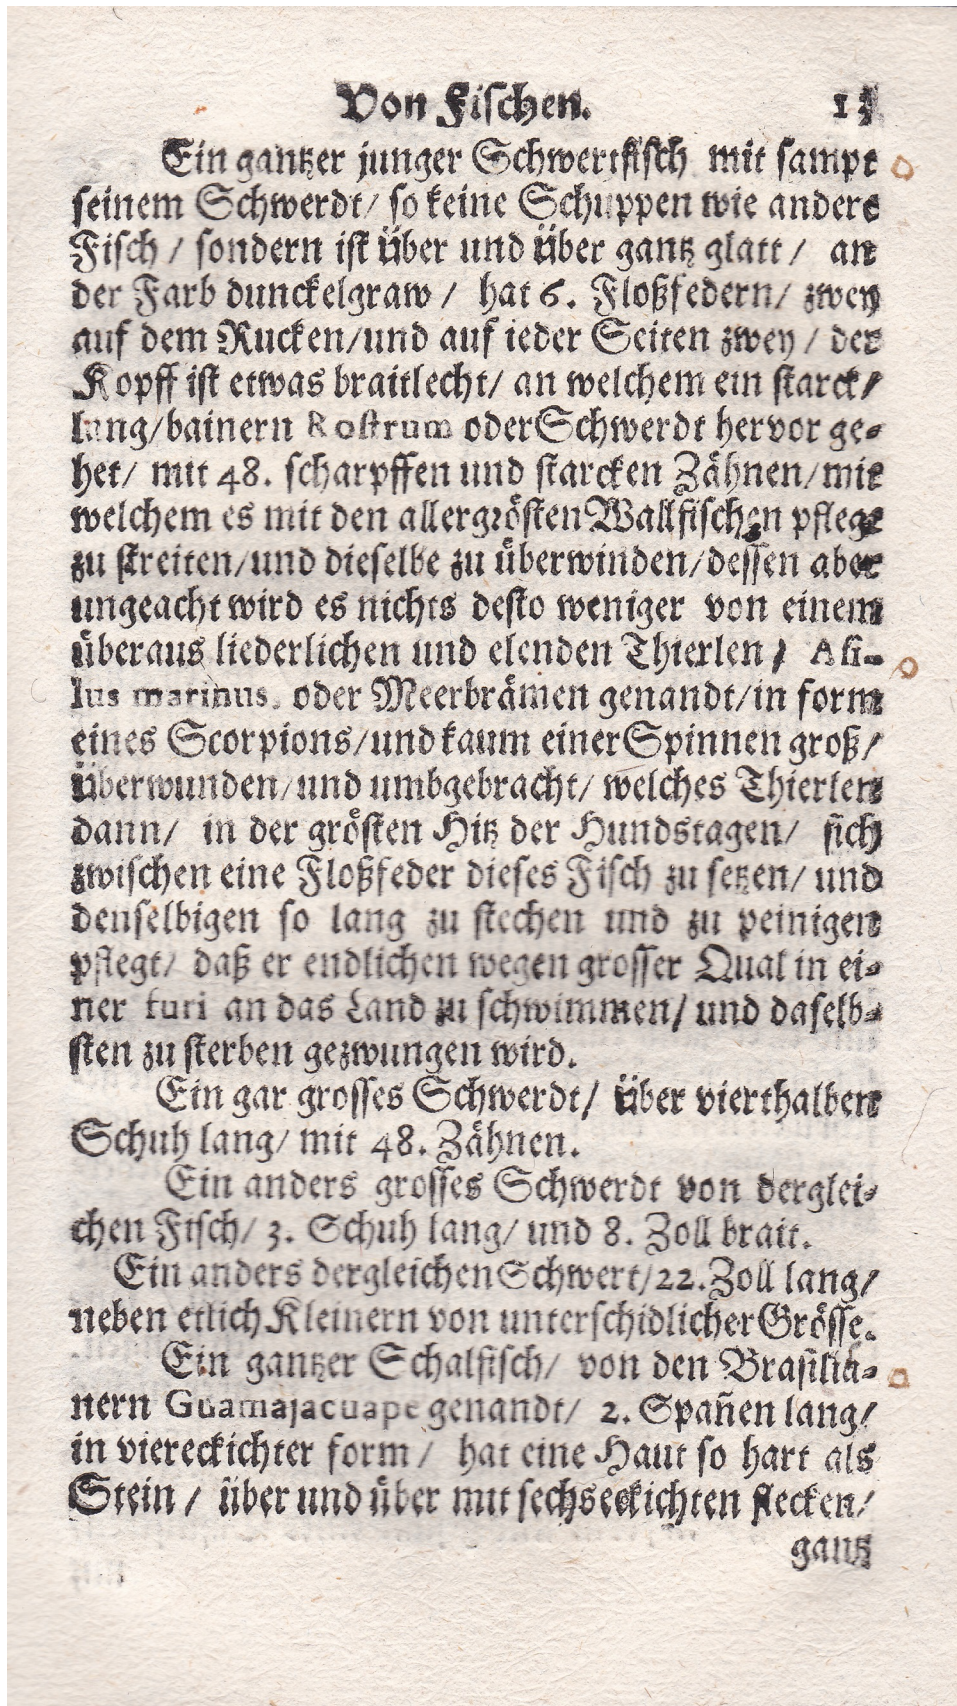 Von Fischen.
Ein gantzer junger Schwertfisch mit sampt
seinem Schwerdt/ so keine Schuppen wie andere
Fisch / sondern ist über und über gantz glatt / an
der Farb dunckelgraw / hat 6. Floßfedern/ zwey
auf dem Rucken/und auf ieder Seiten zwey / der
Kopff ist etwas braitlecht/ an welchem ein starck/
lang/bainern Rostrum oder Schwerdt hervor ge-
het/ mit 48. scharpffen und starcken Zähnen/mit
welchem es mit den allergrösten Wallfischen pflegt
zu streiten/und dieselbe zu überwinden/dessen aber
ungeacht wird es nichts desto weniger von einem
überaus liederlichen und elenden Thierlen / Asi-
lus marinus, oder Meerbrämen genandt/in form
eines Scorpions/und kaum einer Spinnen groß/
überwunden/und umbgebracht/ welches Thierlen
dann/ in der grösten Hitz der Hundstagen/ sich
zwischen eine Floßfeder dieses Fisch zu setzen/ und
denselbigen so lang zu stechen und zu peinigen
pflegt/ daß er endlichen wegen grosser Qual in ei-
ner furi an das Land zu schwimmen/ und daselb-
sten zu sterben gezwungen wird.
Ein gar grosses Schwerdt/ über vierthalben
Schuh lang/ mit 48. Zähnen.
Ein anders grosses Schwerdt von derglei-
chen Fisch/ 3. Schuh lang/ und 8. Zoll brait.
Ein anders dergleichen Schwert/22. Zoll lang/
neben etlich Kleinern von unterschidlicher Grösse.
Ein gantzer Schalfisch/ von den Brasiliä-
nern Guamajacuape genandt/ 2. Spañen lang/
in viereckichter form / hat eine Haut so hart als
Stein / über und über mit sechseckichten flecken/
gantz